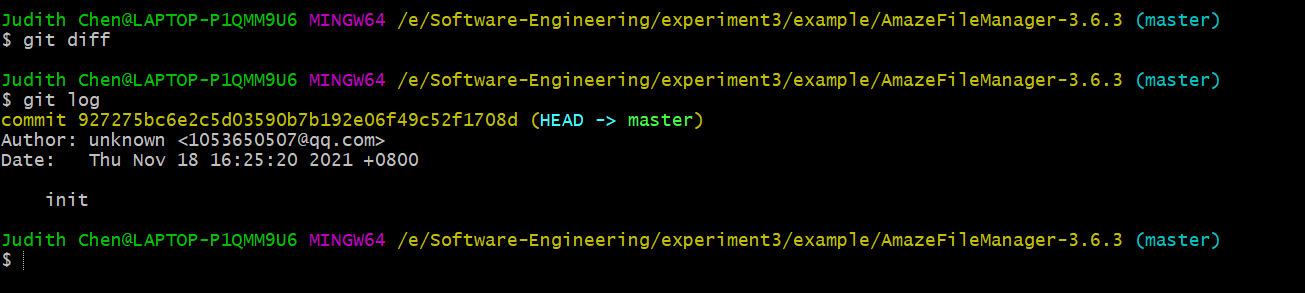 Judith Chen@LAPTOP-P1QMM9U6 MINGW64 /e/Software-Engineering/experiment3/example/AmazeFileManager-3.6.3 (master)
$ git diff
Judith Chen@LAPTOP-P1QMM9U6 MINGW64 /e/Software-Engineering/experiment3/example/AmazeFileManager-3.6.3 (master)
$ git log
commit 927275bc6e2c5d03590b7b192e06f49c52f1708d (HEAD -> master)
Author: unknown <1053650507@qq.com>
Date:   Thu Nov 18 16:25:20 2021 +0800
    init
Judith Chen@LAPTOP-P1QMM9U6 MINGW64 /e/Software-Engineering/experiment3/example/AmazeFileManager-3.6.3 (master)
$